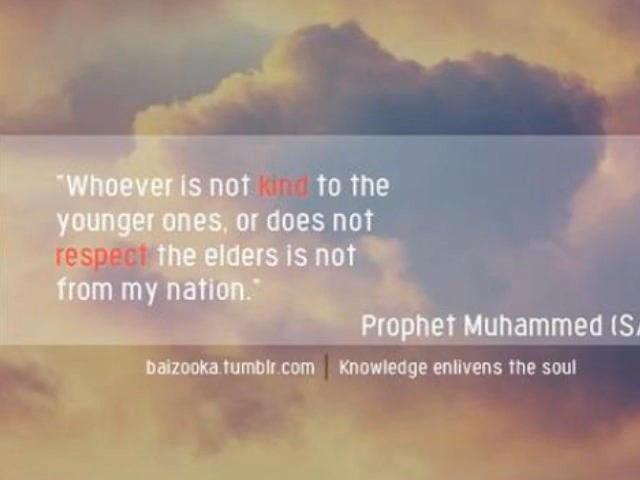 "Whoever is not kind to the
younger ones, or does not
respect the elders is not
from my nation."
Prophet Muhammed (SA
baizooka.tumblr.com | Knowledge enlivens the soul